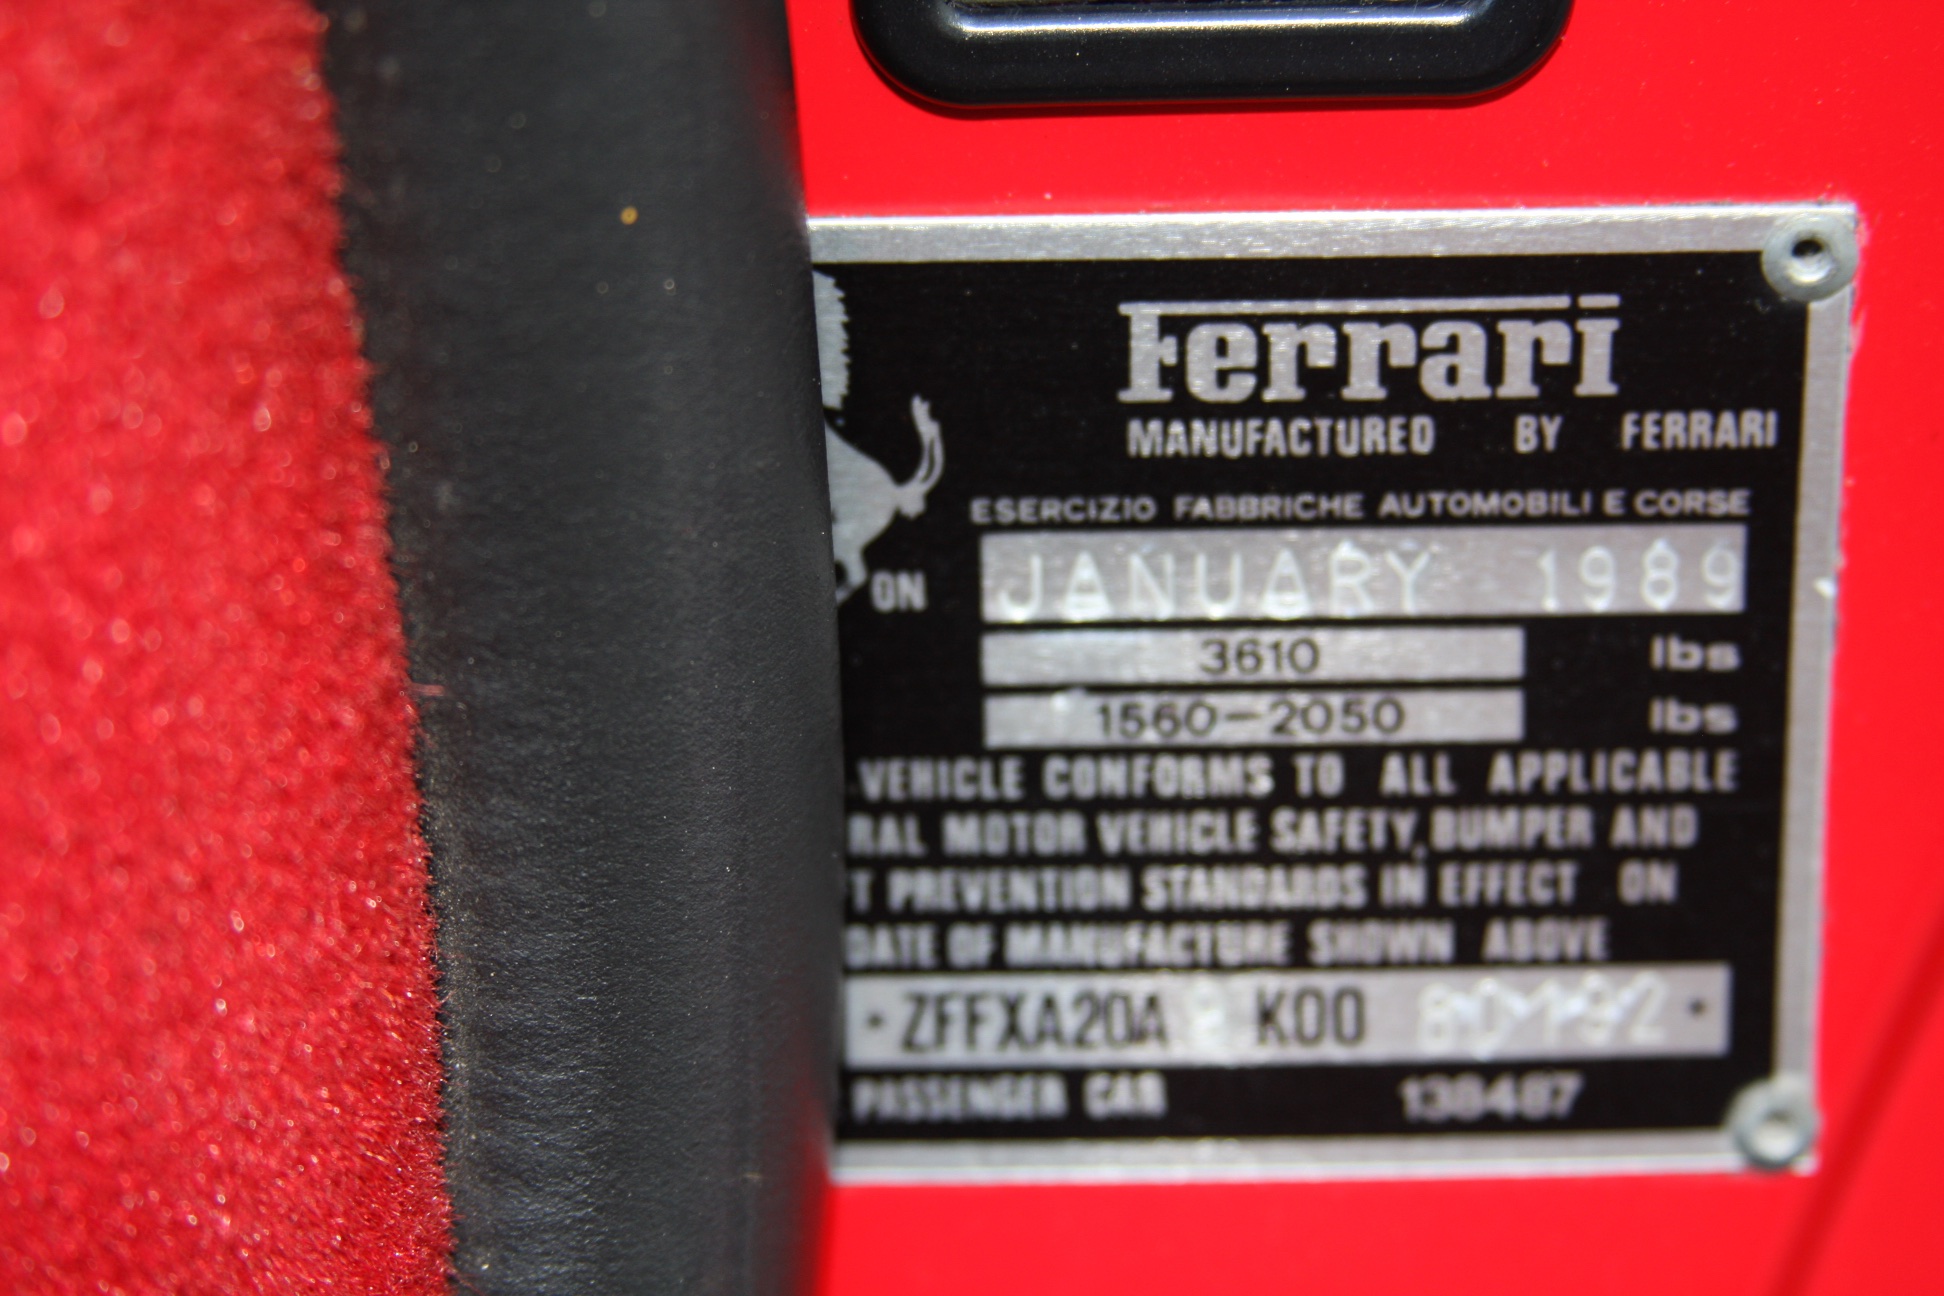 Ferrari
MANUFACTURED BY FERRARI
ESERCIZIO FABBRICHE AUTOMOBILI E CORSE
ON JANUARY 1989
3610 lbs
1560-2050 lbs
VEHICLE CONFORMS TO ALL APPLICABLE
RAL MOTOR VEHICLE SAFETY, BUMPER AND
T PREVENTION STANDARDS IN EFFECT ON
DATE OF MANUFACTURE SHOWN ABOVE
ZFFXA20A K00
PASSENGER CAR 138487